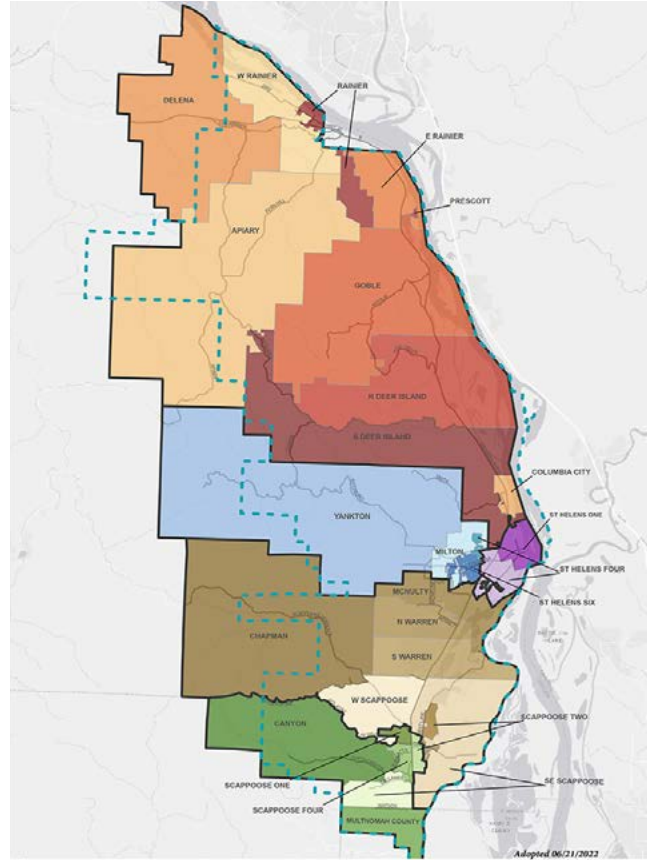 W RAINIER
RAINIER
DELENA
E RAINIER
PRESCOTT
APIARY
GOBLE
N DEER ISLAND
S DEER ISLAND
COLUMBIA CITY
YANKTON
ST HELENS ONE
MILTON
ST HELENS FOUR
MCNULTY
ST HELENS SIX
N WARREN
CHAPMAN
S WARREN
W SCAPPOOSE
SCAPPOOSE TWO
CANYON
SCAPPOOSE ONE
SE SCAPPOOSE
SCAPPOOSE FOUR
MULTNOMAH COUNTY
Adopted 06/21/2022